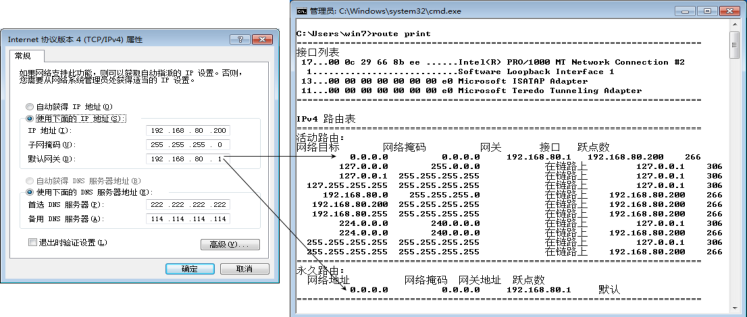 Internet 协议版本 4 (TCP/IPv4) 属性
常规
如果网络支持此功能，则可以获取自动指派的 IP 设置。否则，
您需要从网络系统管理员处获得适当的 IP 设置。
自动获得 IP 地址(O)
使用下面的 IP 地址(S):
IP 地址(I): 192 .168 . 80 .200
子网掩码(U): 255 .255 .255 . 0
默认网关(D): 192 .168 . 80 . 1
自动获得 DNS 服务器地址(B)
使用下面的 DNS 服务器地址(E):
首选 DNS 服务器(P): 222 .222 .222 .222
备用 DNS 服务器(A): 114 .114 .114 .114
退出时验证设置(L)
高级(V)...
确定 取消
管理员: C:\Windows\system32\cmd.exe
C:\Users\win7>route print
接口列表
17...00 0c 29 66 8b ee ......Intel(R) PRO/1000 MT Network Connection #2
1...........................Software Loopback Interface 1
13...00 00 00 00 00 00 00 e0 Microsoft ISATAP Adapter
11...00 00 00 00 00 00 00 e0 Microsoft Teredo Tunneling Adapter
IPv4 路由表
活动路由:
网络目标 网络掩码 网关 接口 跃点数
0.0.0.0 0.0.0.0 192.168.80.1 192.168.80.200 266
127.0.0.0 255.0.0.0 在链路上 127.0.0.1 306
127.0.0.1 255.255.255.255 在链路上 127.0.0.1 306
127.255.255.255 255.255.255.255 在链路上 127.0.0.1 306
192.168.80.0 255.255.255.0 在链路上 192.168.80.200 266
192.168.80.200 255.255.255.255 在链路上 192.168.80.200 266
192.168.80.255 255.255.255.255 在链路上 192.168.80.200 266
224.0.0.0 240.0.0.0 在链路上 127.0.0.1 306
224.0.0.0 240.0.0.0 在链路上 192.168.80.200 266
255.255.255.255 255.255.255.255 在链路上 127.0.0.1 306
255.255.255.255 255.255.255.255 在链路上 192.168.80.200 266
永久路由:
网络地址 网络掩码 网关地址 跃点数
0.0.0.0 0.0.0.0 192.168.80.1 默认